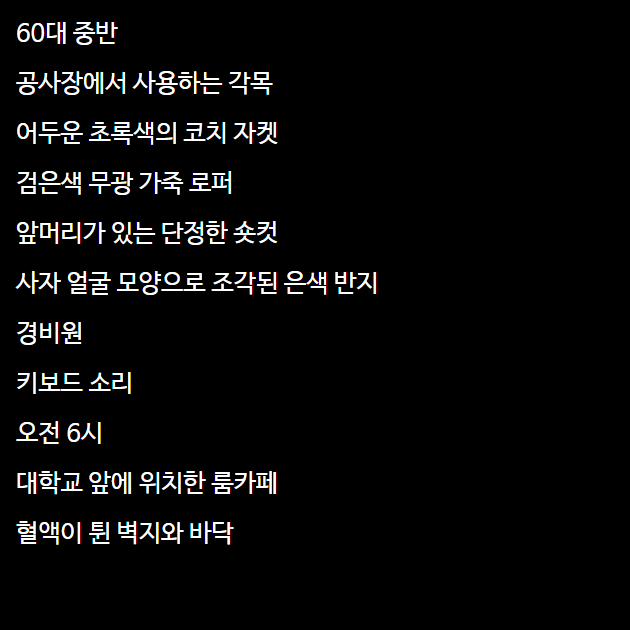 60대 중반
공사장에서 사용하는 각목
어두운 초록색의 코치 자켓
검은색 무광 가죽 로퍼
앞머리가 있는 단정한 숏컷
사자 얼굴 모양으로 조각된 은색 반지
경비원
키보드 소리
오전 6시
대학교 앞에 위치한 룸카페
혈액이 튄 벽지와 바닥